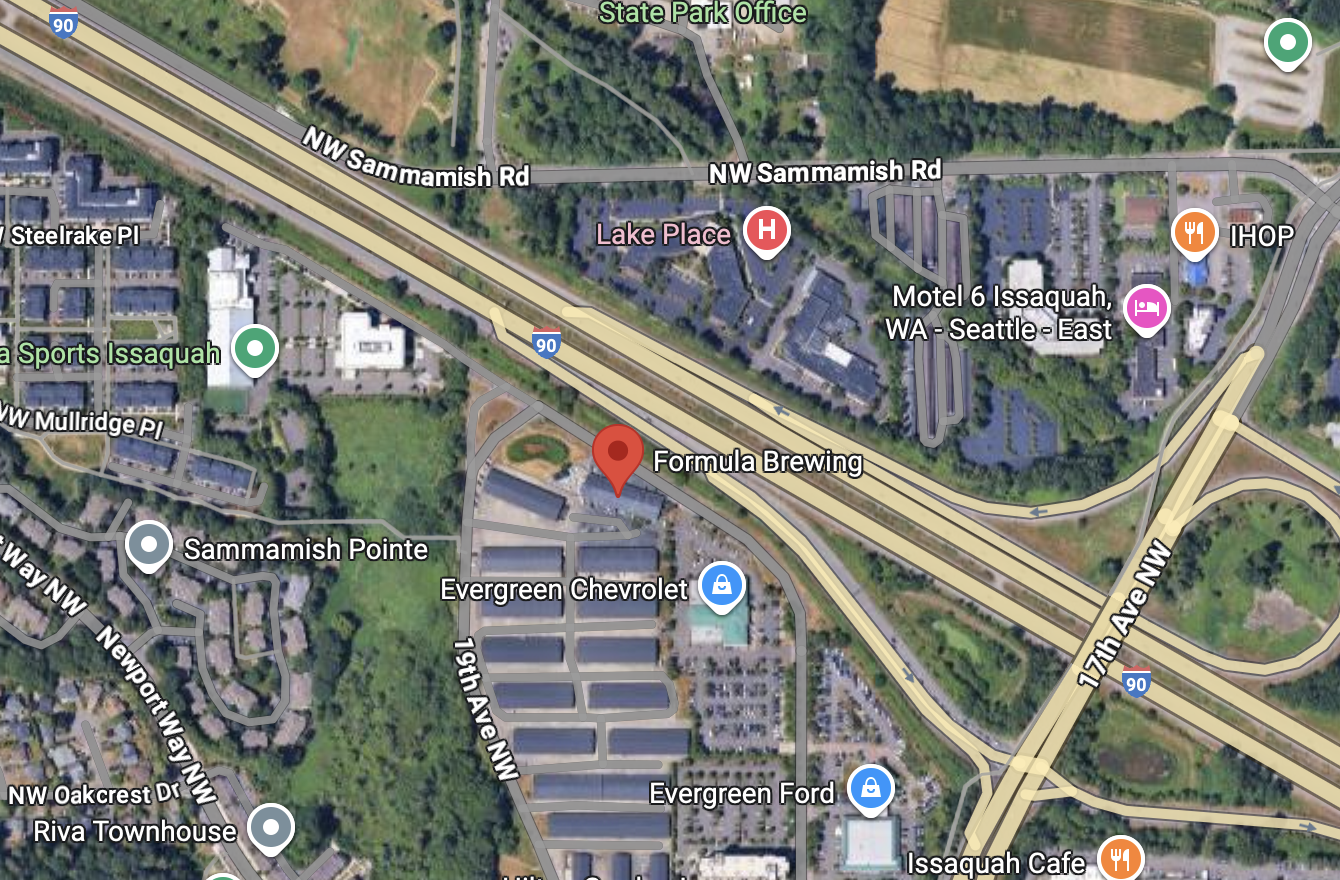 State Park Office
90
NW Sammamish Rd
NW Sammamish Rd
Lake Place
H
IHOP
Steelrake Pl
Motel 6 Issaquah,
WA - Seattle - East
90
a Sports Issaquah
NW Mullridge Pl
Formula Brewing
Sammamish Pointe
Way NW
Evergreen Chevrolet
17th Ave NW
90
Newport Way NW
19th Ave NW
NW Oakcrest Dr
Riva Townhouse
Evergreen Ford
Issaquah Cafe